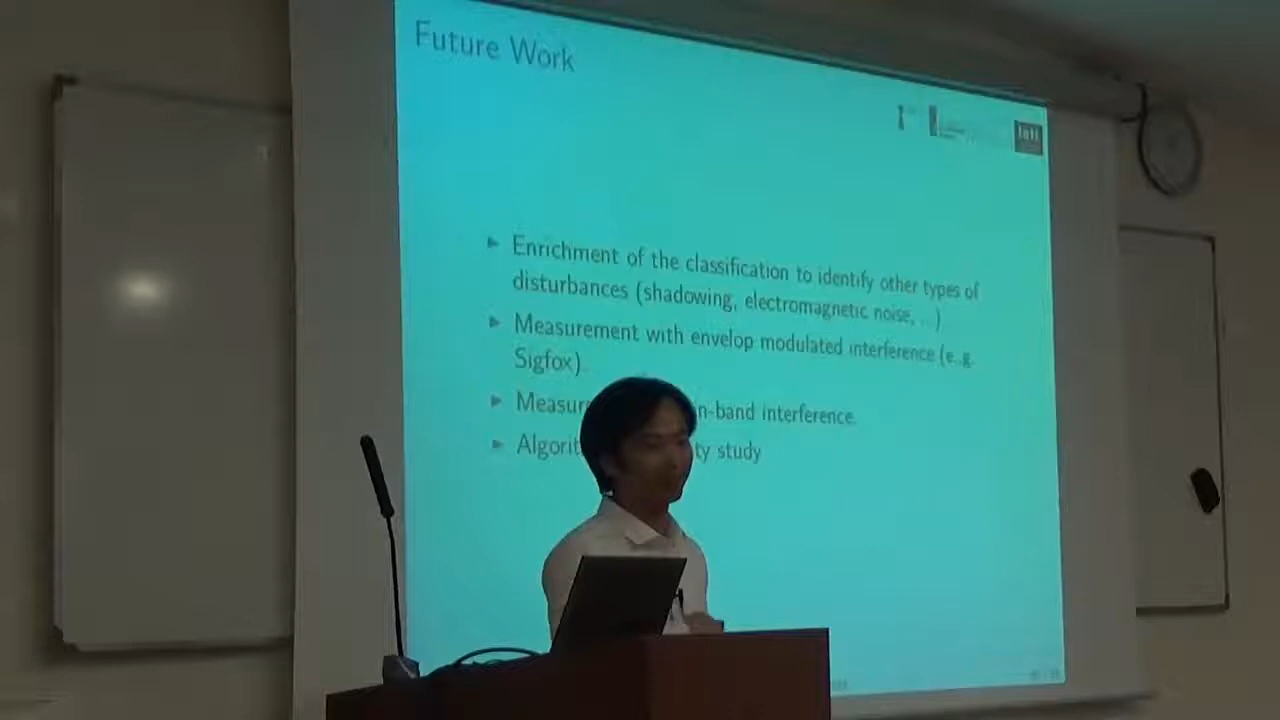 Future Work
► Enrichment of the classification to identify other types of
disturbances (shadowing, electromagnetic noise, ...)
► Measurement with envelop modulated interference (e..g.
Sigfox).
► Measur n-band interference.
► Algorit ty study